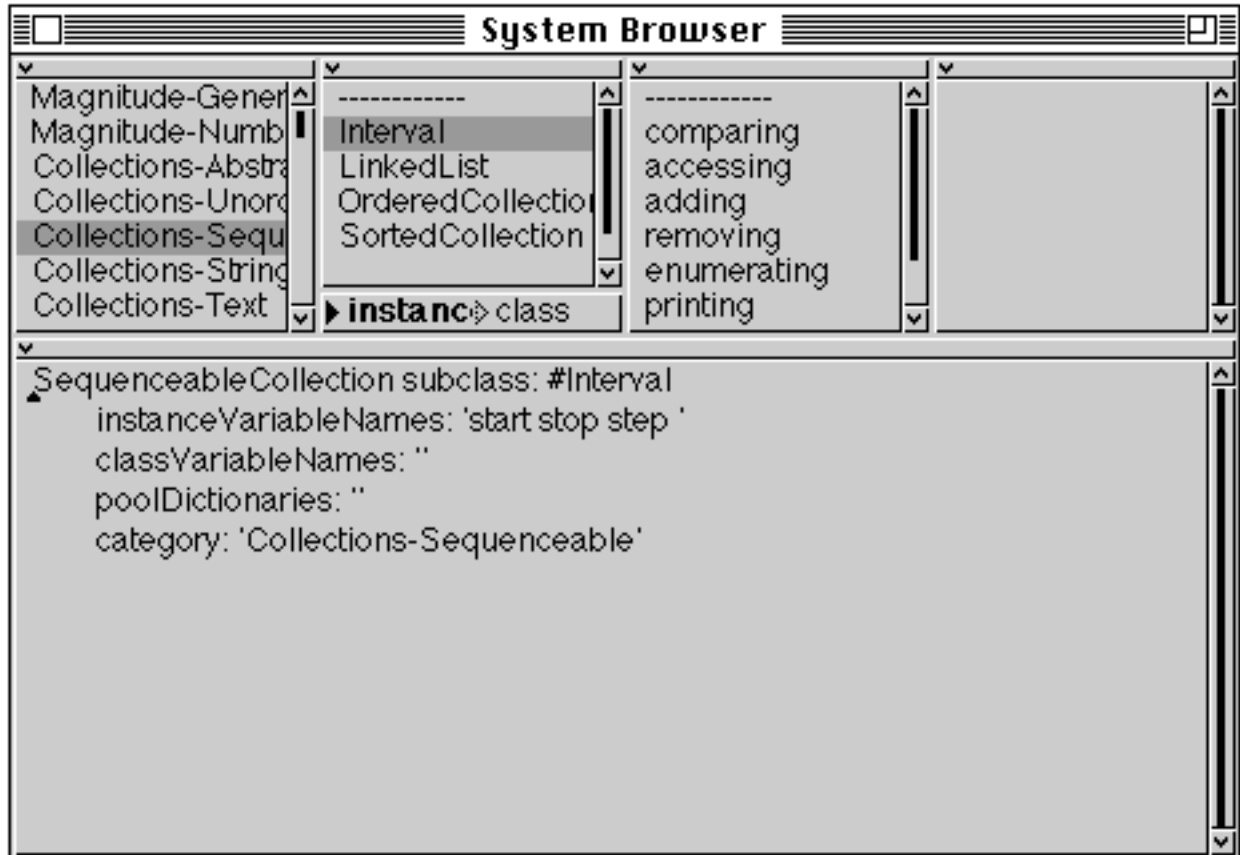 System Browser
Magnitude-Gener
Magnitude-Numb
Collections-Abstra
Collections-Unord
Collections-Sequ
Collections-String
Collections-Text
------------
Interval
LinkedList
OrderedCollection
SortedCollection
instanc class
------------
comparing
accessing
adding
removing
enumerating
printing
SequenceableCollection subclass: #Interval
instanceVariableNames: 'start stop step '
classVariableNames: ''
poolDictionaries: ''
category: 'Collections-Sequenceable'